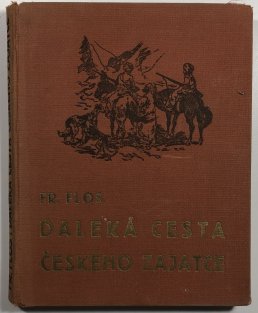 FR. FLOS
DALEKÁ CESTA
ČESKÉHO ZAJATCE